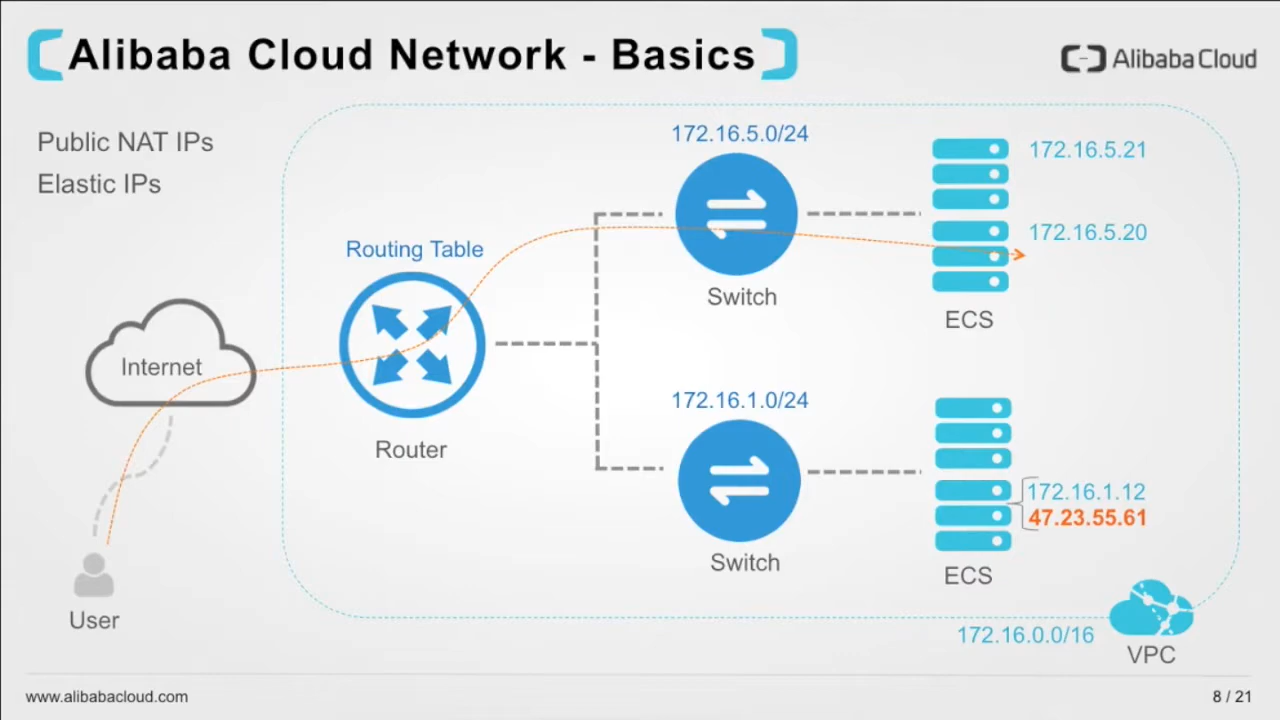 Alibaba Cloud Network - Basics
Alibaba Cloud
Public NAT IPs
Elastic IPs
172.16.5.0/24
172.16.5.21
172.16.5.20
Routing Table
Switch
ECS
Internet
172.16.1.0/24
Router
172.16.1.12
47.23.55.61
Switch
ECS
User
172.16.0.0/16
VPC
www.alibabacloud.com
8 / 21